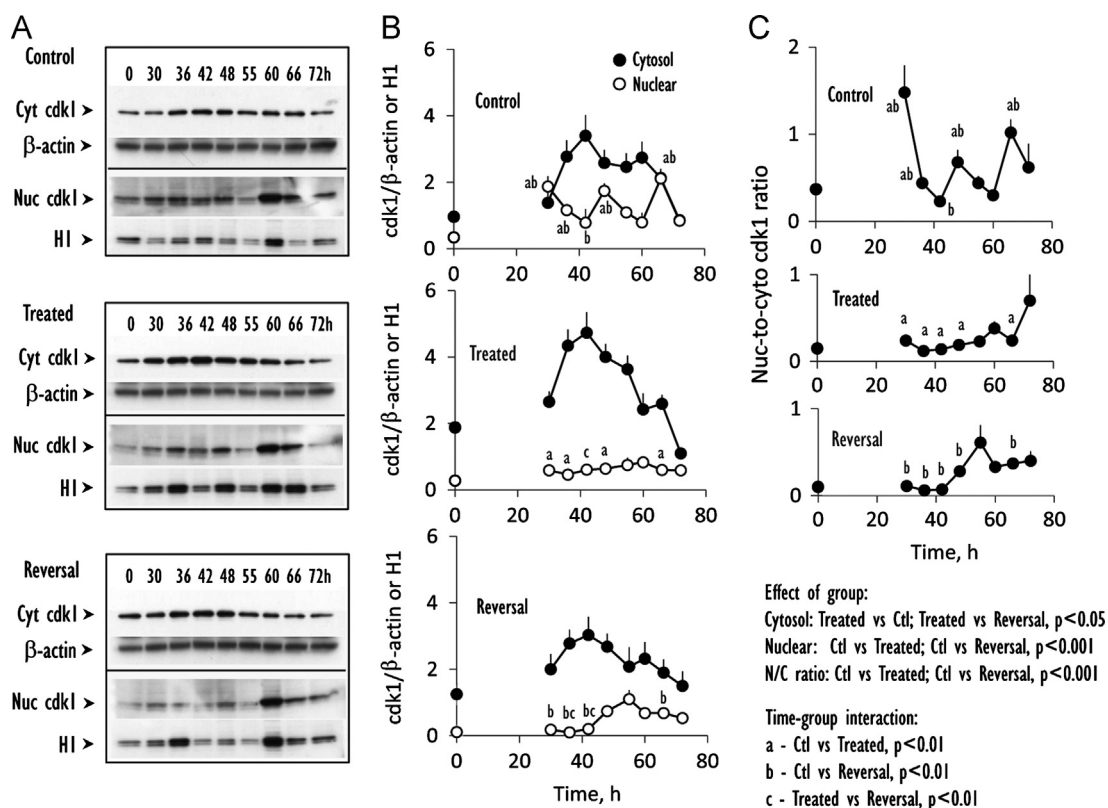 A
Control
0 30 36 42 48 55 60 66 72h
Cyt cdk1
β-actin
Nuc cdk1
H1
Treated
0 30 36 42 48 55 60 66 72h
Cyt cdk1
β-actin
Nuc cdk1
H1
Reversal
0 30 36 42 48 55 60 66 72h
Cyt cdk1
β-actin
Nuc cdk1
H1
B
cdk1/β-actin or H1
6
4
2
0
Control
Cytosol
Nuclear
ab
ab
b
ab
ab
0 20 40 60 80
cdk1/β-actin or H1
6
4
2
0
Treated
a
a
c
a
a
0 20 40 60 80
cdk1/β-actin or H1
6
4
2
0
Reversal
b
bc
bc
b
0 20 40 60 80
Time, h
C
Nuc-to-cyto cdk1 ratio
2
1
0
Control
ab
ab
b
ab
ab
0 20 40 60 80
1
0
Treated
a
a
a
a
a
0 20 40 60 80
1
0
Reversal
b
b
b
b
b
0 20 40 60 80
Time, h
Effect of group:
Cytosol: Treated vs Ctl; Treated vs Reversal, p<0.05
Nuclear: Ctl vs Treated; Ctl vs Reversal, p<0.001
N/C ratio: Ctl vs Treated; Ctl vs Reversal, p<0.001
Time-group interaction:
a - Ctl vs Treated, p<0.01
b - Ctl vs Reversal, p<0.01
c - Treated vs Reversal, p<0.01